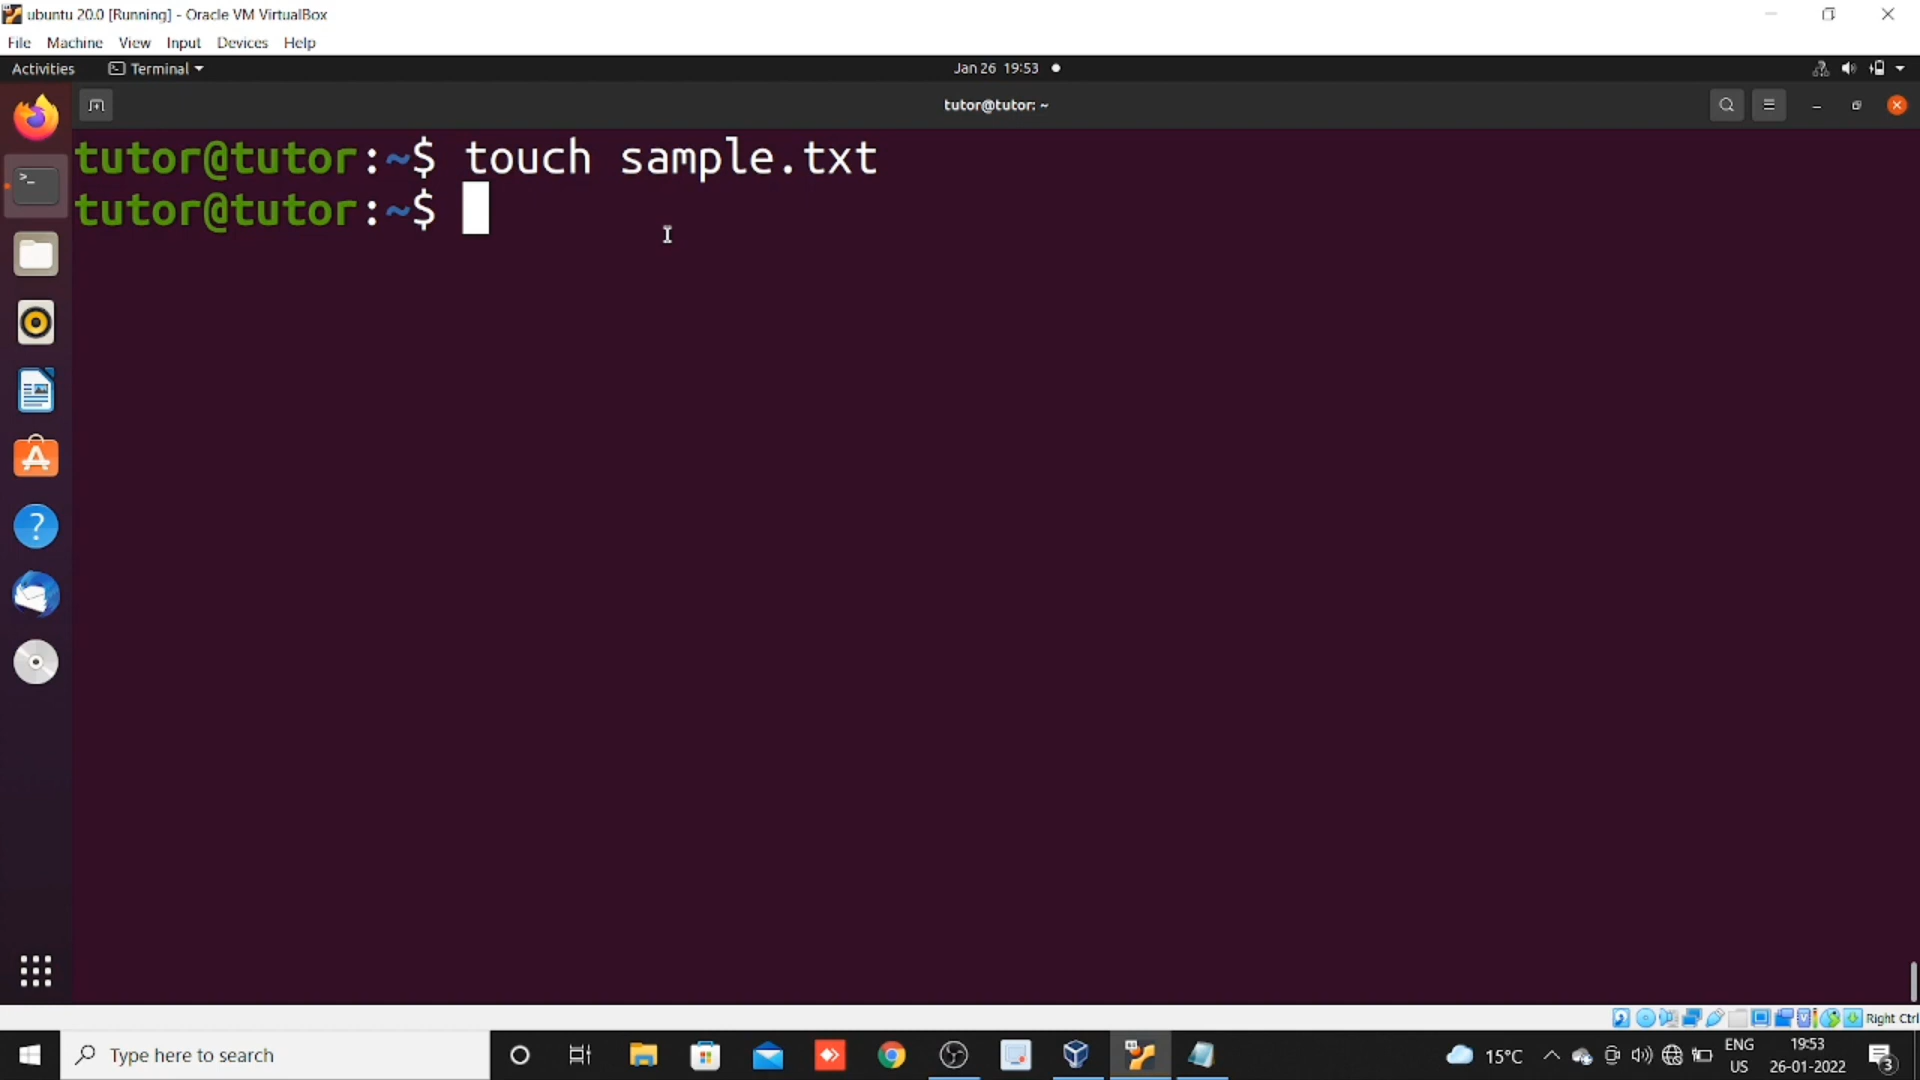 ubuntu 20.0 [Running] - Oracle VM VirtualBox
File Machine View Input Devices Help
Activities Terminal Jan 26 19:53
tutor@tutor: ~
tutor@tutor:~$ touch sample.txt
tutor@tutor:~$
Right Ctrl
Type here to search 15°C ENG 19:53
US 26-01-2022 3